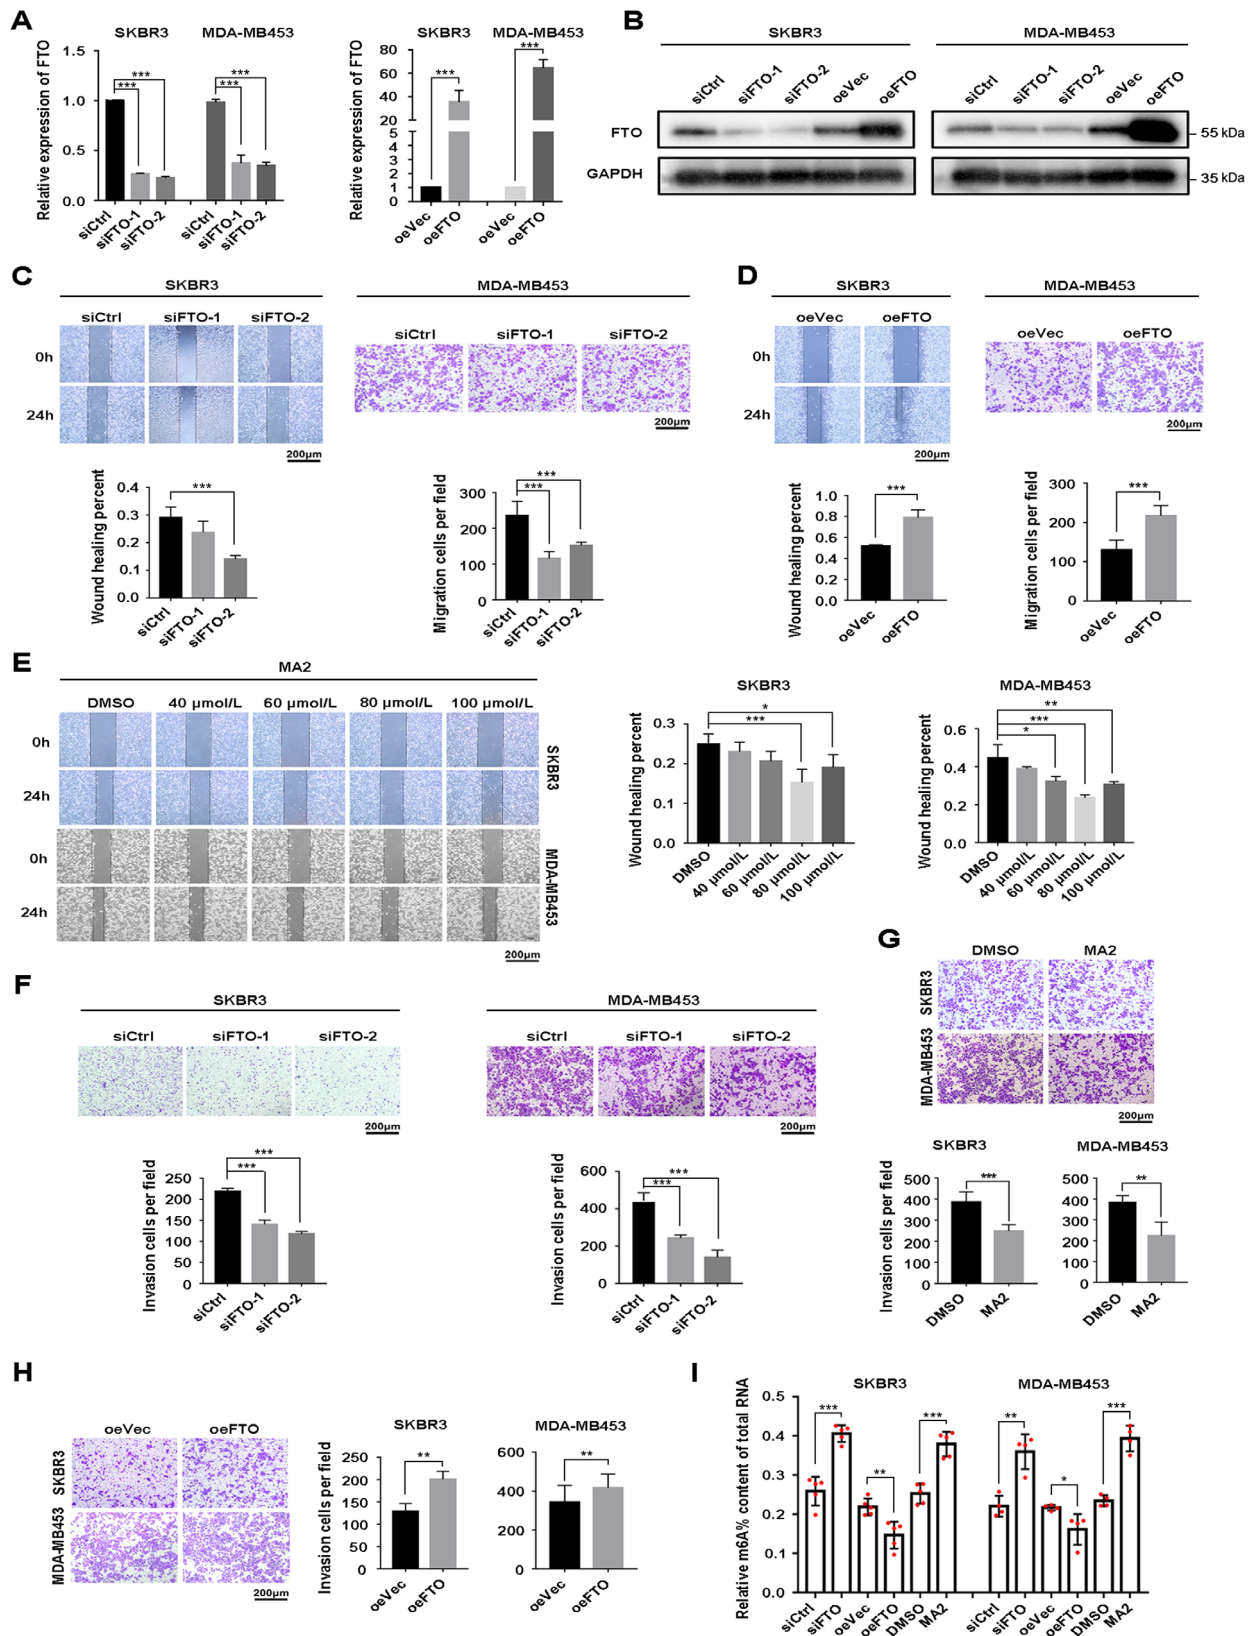 A
SKBR3 MDA-MB453
Relative expression of FTO
1.5
1.0
0.5
0.0
*** *** *** ***
siCtrl siFTO-1 siFTO-2 siCtrl siFTO-1 siFTO-2
SKBR3 MDA-MB453
Relative expression of FTO
80
60
40
20
5
4
3
2
1
0
*** ***
oeVec oeFTO oeVec oeFTO
B
SKBR3 MDA-MB453
siCtrl siFTO-1 siFTO-2 oeVec oeFTO siCtrl siFTO-1 siFTO-2 oeVec oeFTO
FTO 55 kDa
GAPDH 35 kDa
C
SKBR3 MDA-MB453
siCtrl siFTO-1 siFTO-2
0h
24h
200μm
siCtrl siFTO-1 siFTO-2
200μm
Wound healing percent
0.4
0.3
0.2
0.1
0.0
***
siCtrl siFTO-1 siFTO-2
Migration cells per field
300
200
100
0
*** ***
siCtrl siFTO-1 siFTO-2
D
SKBR3 MDA-MB453
oeVec oeFTO
0h
24h
200μm
oeVec oeFTO
200μm
Wound healing percent
1.0
0.8
0.6
0.4
0.2
0.0
***
oeVec oeFTO
Migration cells per field
300
200
100
0
***
oeVec oeFTO
E
MA2
DMSO 40 μmol/L 60 μmol/L 80 μmol/L 100 μmol/L
0h
24h
SKBR3
0h
24h
MDA-MB453
200μm
SKBR3
Wound healing percent
0.3
0.2
0.1
0.0
* ***
DMSO 40 μmol/L 60 μmol/L 80 μmol/L 100 μmol/L
MDA-MB453
Wound healing percent
0.6
0.4
0.2
0.0
** *** *
DMSO 40 μmol/L 60 μmol/L 80 μmol/L 100 μmol/L
F
SKBR3 MDA-MB453
siCtrl siFTO-1 siFTO-2
200μm
siCtrl siFTO-1 siFTO-2
200μm
Invasion cells per field
250
200
150
100
50
0
*** ***
siCtrl siFTO-1 siFTO-2
Invasion cells per field
600
400
200
0
*** ***
siCtrl siFTO-1 siFTO-2
G
DMSO MA2
SKBR3
MDA-MB453
200μm
SKBR3 MDA-MB453
Invasion cells per field
500
400
300
200
100
0
***
DMSO MA2
500
400
300
200
100
0
**
DMSO MA2
H
oeVec oeFTO
SKBR3
MDA-MB453
200μm
SKBR3
Invasion cells per field
250
200
150
100
50
0
**
oeVec oeFTO
MDA-MB453
600
400
200
0
**
oeVec oeFTO
I
SKBR3 MDA-MB453
Relative m6A% content of total RNA
0.5
0.4
0.3
0.2
0.1
0.0
*** ** *** ** * ***
siCtrl siFTO oeVec oeFTO DMSO MA2 siCtrl siFTO oeVec oeFTO DMSO MA2